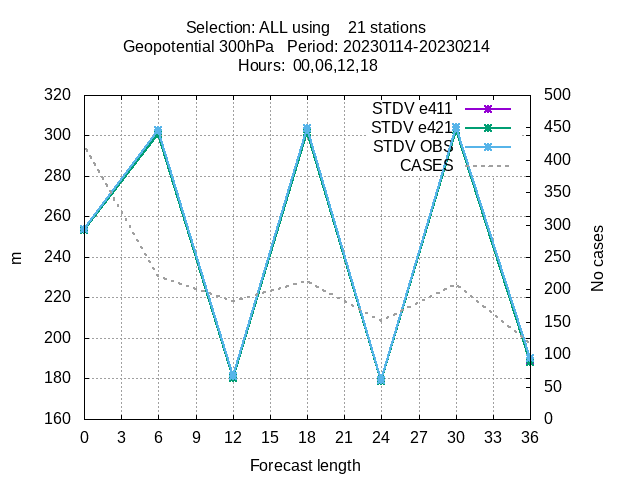 Selection: ALL using 21 stations
Geopotential 300hPa Period: 20230114-20230214
Hours: 00,06,12,18
320 500
STDV e411
450
STDV e421
300
STDV OBS
CASES 400
280
350
260
300
240 250
m No cases
220 200
200 150
180 100
50
160 0
0 3 6 9 12 15 18 21 24 27 30 33 36
Forecast length